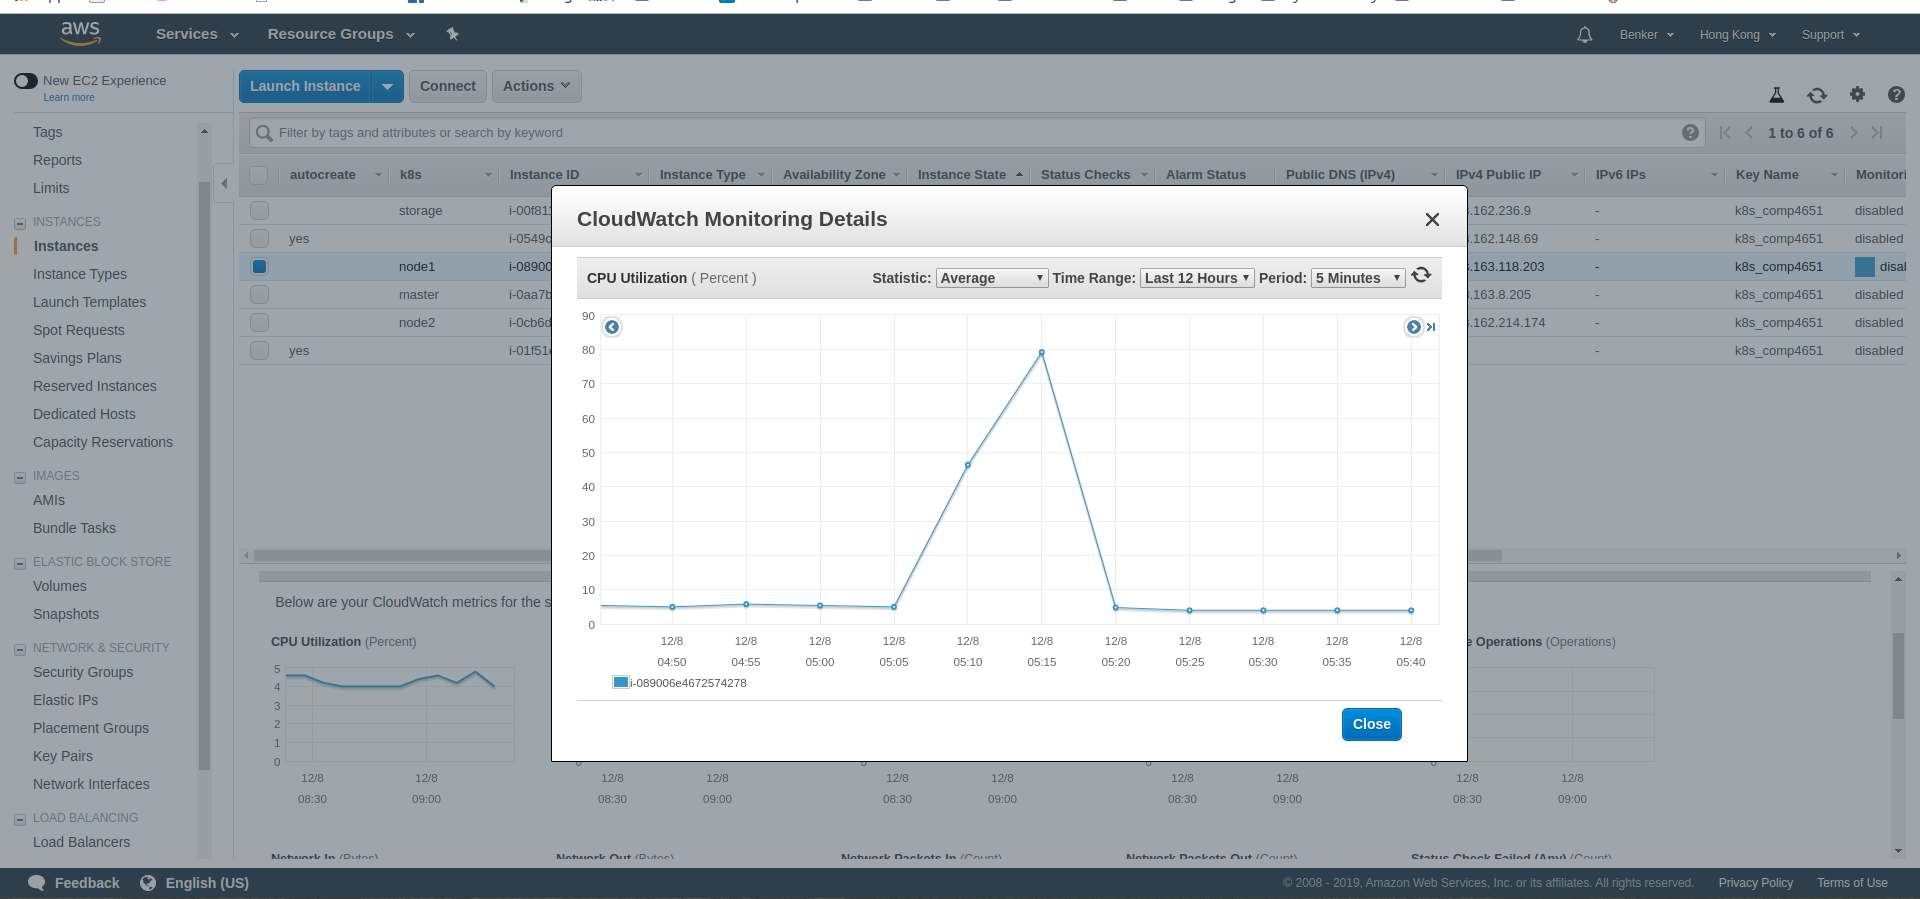 aws Services Resource Groups Benker Hong Kong Support
New EC2 Experience
Learn more
Launch Instance Connect Actions
Tags
Reports
Limits
INSTANCES
Instances
Instance Types
Launch Templates
Spot Requests
Savings Plans
Reserved Instances
Dedicated Hosts
Capacity Reservations
IMAGES
AMIs
Bundle Tasks
ELASTIC BLOCK STORE
Volumes
Snapshots
NETWORK & SECURITY
Security Groups
Elastic IPs
Placement Groups
Key Pairs
Network Interfaces
LOAD BALANCING
Load Balancers
Filter by tags and attributes or search by keyword 1 to 6 of 6
autocreate k8s Instance ID Instance Type Availability Zone Instance State Status Checks Alarm Status Public DNS (IPv4) IPv4 Public IP IPv6 IPs Key Name Monitori
storage i-00f81 .162.236.9 - k8s_comp4651 disabled
yes i-0549c .162.148.69 - k8s_comp4651 disabled
node1 i-08900 .163.118.203 - k8s_comp4651 disa
master i-0aa7b .163.8.205 - k8s_comp4651 disabled
node2 i-0cb6d .162.214.174 - k8s_comp4651 disabled
yes i-01f51 - k8s_comp4651 disabled
CloudWatch Monitoring Details
CPU Utilization ( Percent ) Statistic: Average Time Range: Last 12 Hours Period: 5 Minutes
90
80
70
60
50
40
30
20
10
0
12/8 12/8 12/8 12/8 12/8 12/8 12/8 12/8 12/8 12/8 12/8
04:50 04:55 05:00 05:05 05:10 05:15 05:20 05:25 05:30 05:35 05:40
i-089006e4672574278
Close
Below are your CloudWatch metrics for the s
CPU Utilization (Percent) e Operations (Operations)
5
4
3
2
1
0
12/8 12/8 12/8 12/8 12/8 12/8 12/8 12/8 12/8 12/8
08:30 09:00 08:30 09:00 08:30 09:00 08:30 09:00 08:30 09:00
Network In (Bytes) Network Out (Bytes) Network Packets In (Count) Network Packets Out (Count) Status Check Failed (Any) (Count)
Feedback English (US) © 2008 - 2019, Amazon Web Services, Inc. or its affiliates. All rights reserved. Privacy Policy Terms of Use